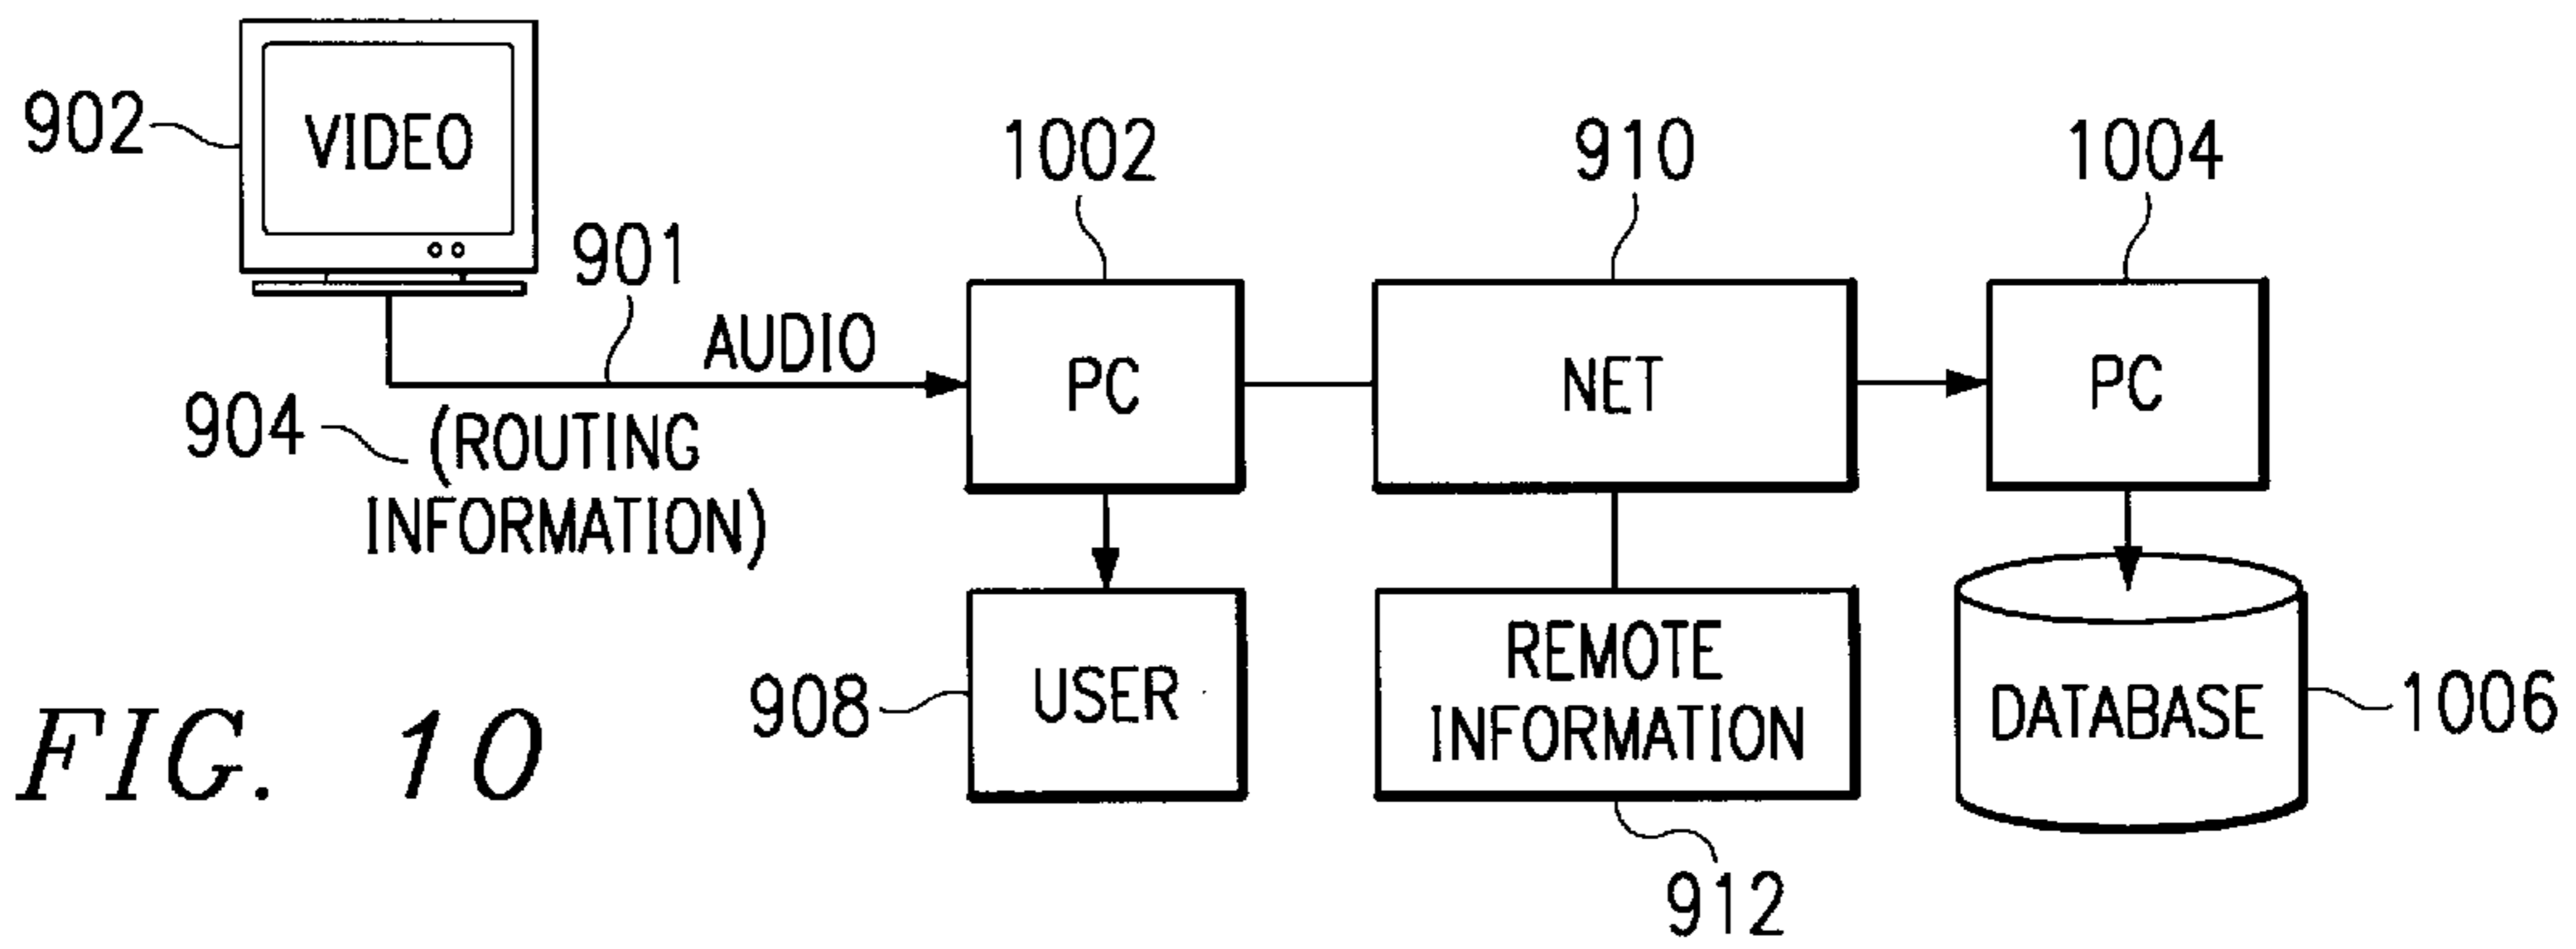 902
VIDEO
901
AUDIO
904
(ROUTING
INFORMATION)
1002
PC
910
NET
1004
PC
908
USER
REMOTE
INFORMATION
912
DATABASE
1006
FIG. 10